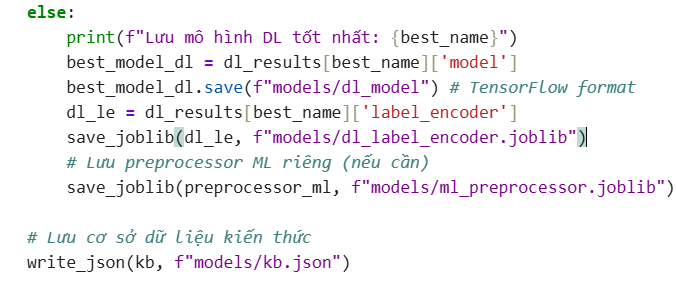 else:
    print(f"Lưu mô hình DL tốt nhất: {best_name}")
    best_model_dl = dl_results[best_name]['model']
    best_model_dl.save(f"models/dl_model") # TensorFlow format
    dl_le = dl_results[best_name]['label_encoder']
    save_joblib(dl_le, f"models/dl_label_encoder.joblib")
    # Lưu preprocessor ML riêng (nếu cần)
    save_joblib(preprocessor_ml, f"models/ml_preprocessor.joblib")
# Lưu cơ sở dữ liệu kiến thức
write_json(kb, f"models/kb.json")